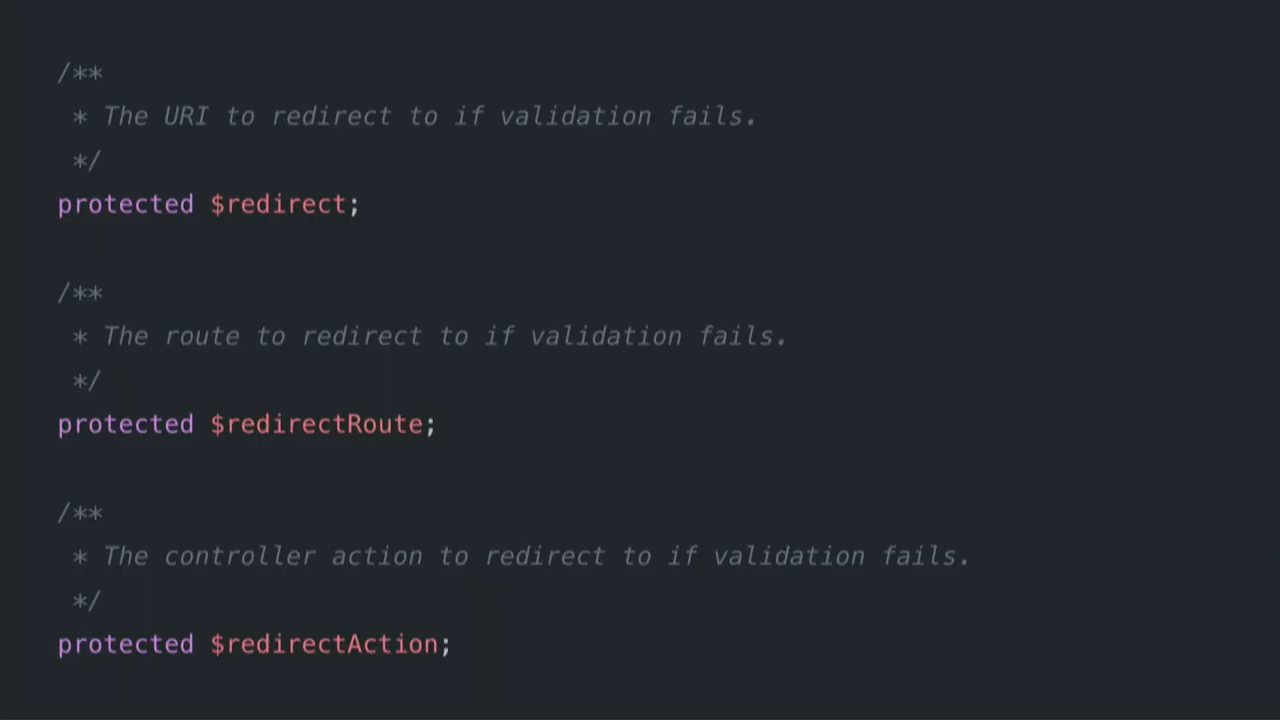 /**
 * The URI to redirect to if validation fails.
 */
protected $redirect;
/**
 * The route to redirect to if validation fails.
 */
protected $redirectRoute;
/**
 * The controller action to redirect to if validation fails.
 */
protected $redirectAction;